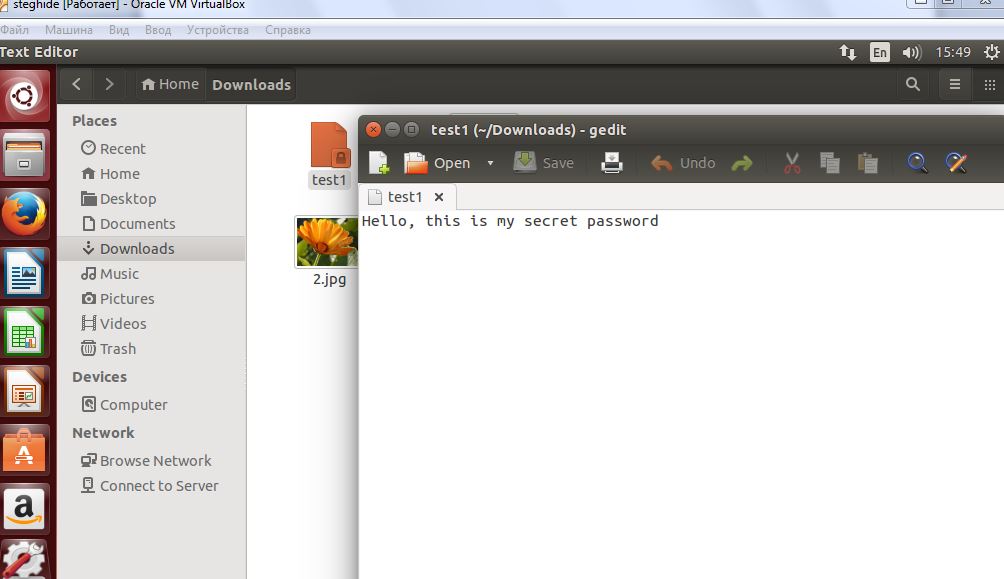 steghide [Работает] - Oracle VM VirtualBox
Файл Машина Вид Ввод Устройства Справка
Text Editor
En
15:49
Home
Downloads
Places
Recent
Home
Desktop
Documents
Downloads
Music
Pictures
Videos
Trash
Devices
Computer
Network
Browse Network
Connect to Server
test1
2.jpg
test1 (~/Downloads) - gedit
Open Save Undo
test1
Hello, this is my secret password